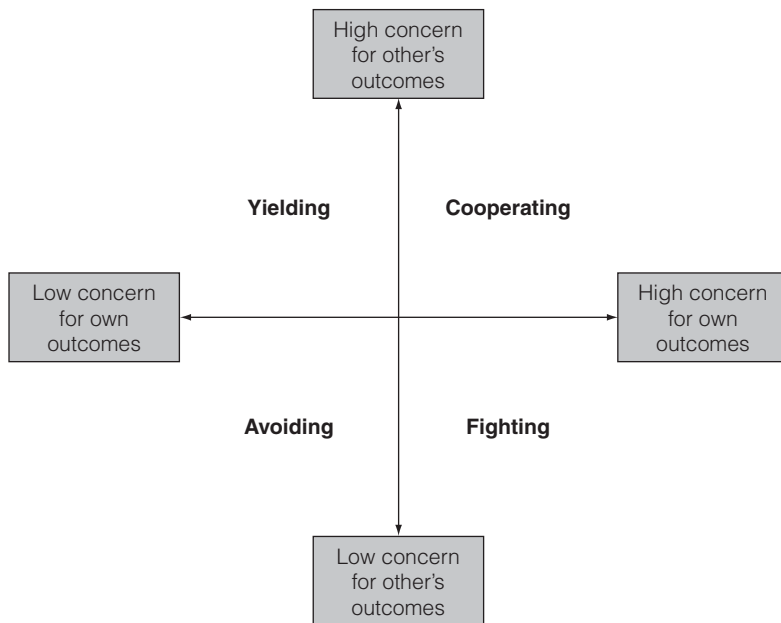 High concern
for other's
outcomes
Yielding
Cooperating
Low concern
for own
outcomes
High concern
for own
outcomes
Avoiding
Fighting
Low concern
for other's
outcomes